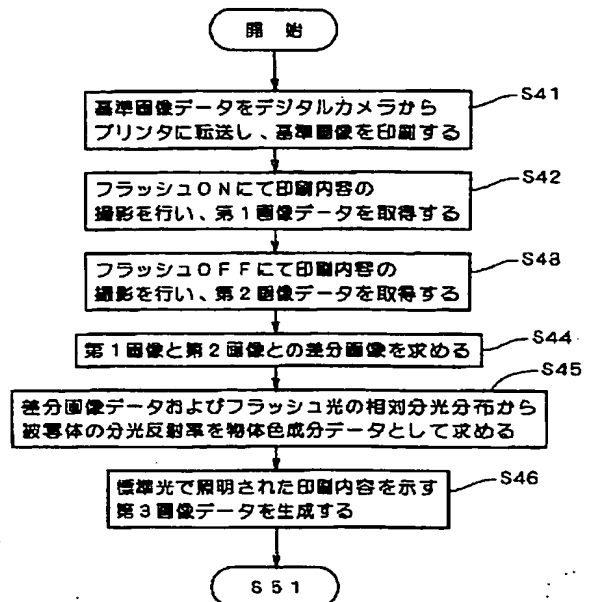 開 始
基準画像データをデジタルカメラから
プリンタに転送し、基準画像を印刷する
S41
フラッシュONにて印刷内容の
撮影を行い、第1画像データを取得する
S42
フラッシュOFFにて印刷内容の
撮影を行い、第2画像データを取得する
S43
第1画像と第2画像との差分画像を求める
S44
差分画像データおよびフラッシュ光の相対分光分布から
被写体の分光反射率を物体色成分データとして求める
S45
標準光で照明された印刷内容を示す
第3画像データを生成する
S46
S51